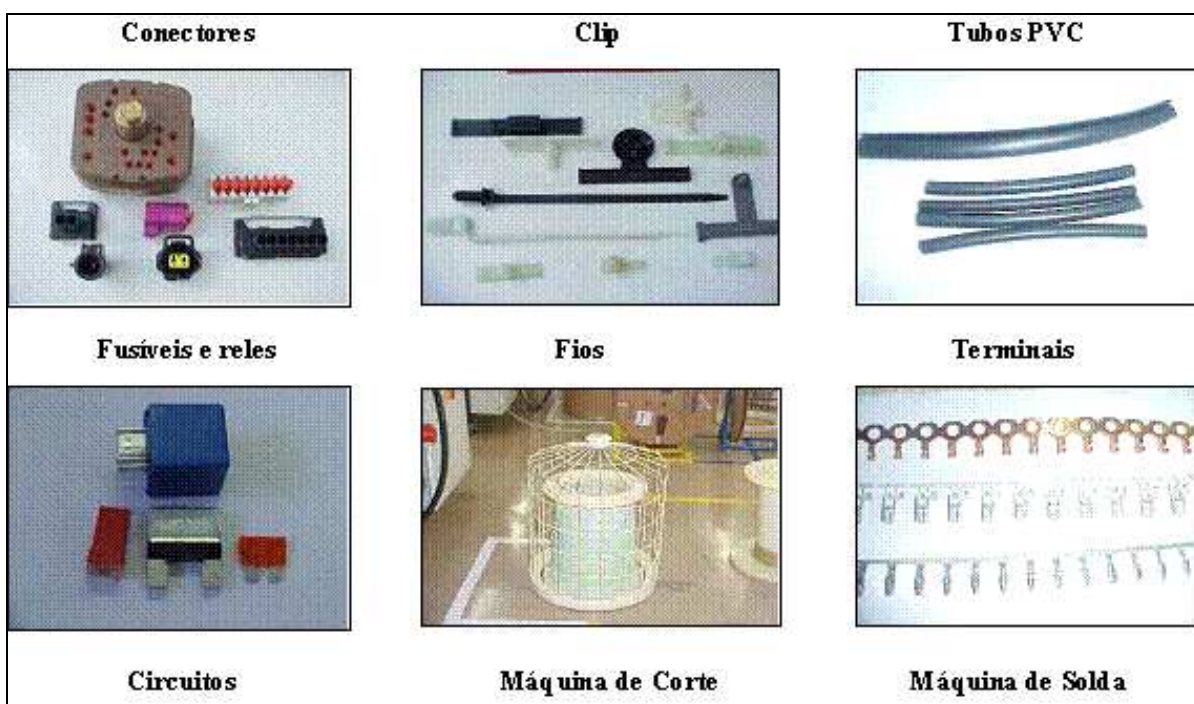 Conectores
Clip
Tubos PVC
Fusíveis e reles
Fios
Terminais
Circuitos
Máquina de Corte
Máquina de Solda